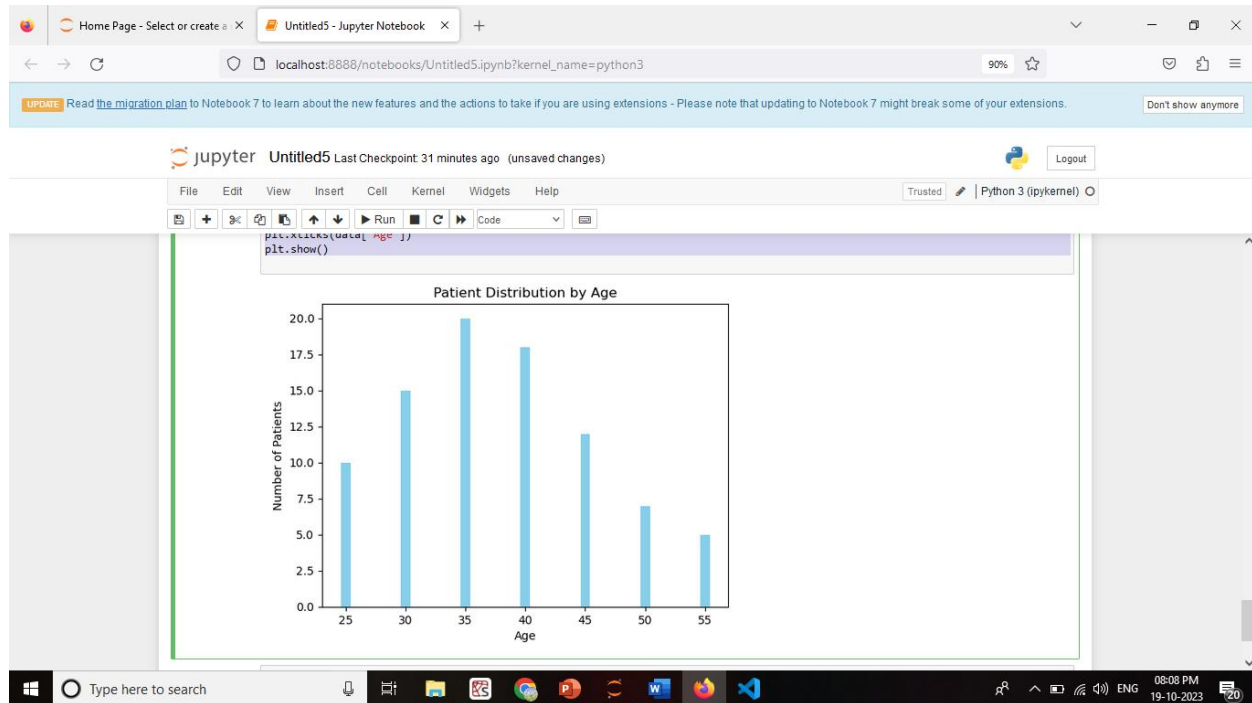 Home Page - Select or create a
Untitled5 - Jupyter Notebook
localhost:8888/notebooks/Untitled5.ipynb?kernel_name=python3
90%
UPDATE Read the migration plan to Notebook 7 to learn about the new features and the actions to take if you are using extensions - Please note that updating to Notebook 7 might break some of your extensions.
Don't show anymore
jupyter Untitled5 Last Checkpoint: 31 minutes ago (unsaved changes)
Logout
File Edit View Insert Cell Kernel Widgets Help
Trusted Python 3 (ipykernel)
Run Code
plt.xticks(data['Age'])
plt.show()
Patient Distribution by Age
20.0
17.5
15.0
12.5
10.0
7.5
5.0
2.5
0.0
Number of Patients
25 30 35 40 45 50 55
Age
Type here to search
ENG
08:08 PM
19-10-2023
20